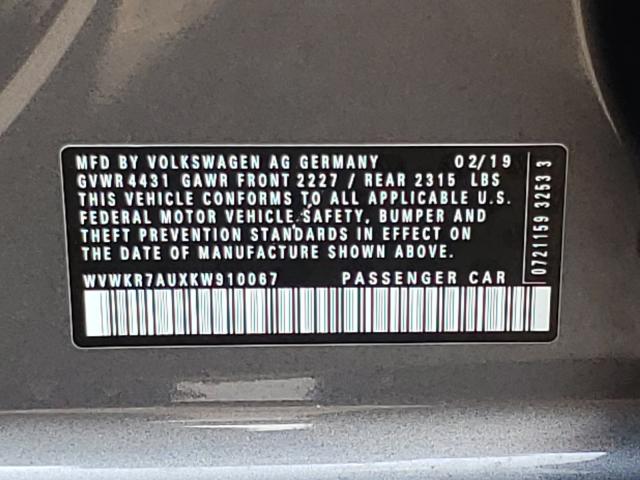 MFD BY VOLKSWAGEN AG GERMANY 02/19
GVWR 4431 GAWR FRONT 2227 / REAR 2315 LBS
THIS VEHICLE CONFORMS TO ALL APPLICABLE U.S.
FEDERAL MOTOR VEHICLE SAFETY, BUMPER AND
THEFT PREVENTION STANDARDS IN EFFECT ON
THE DATE OF MANUFACTURE SHOWN ABOVE.
WVWKR7AUXKW910067 PASSENGER CAR
0721159 32533